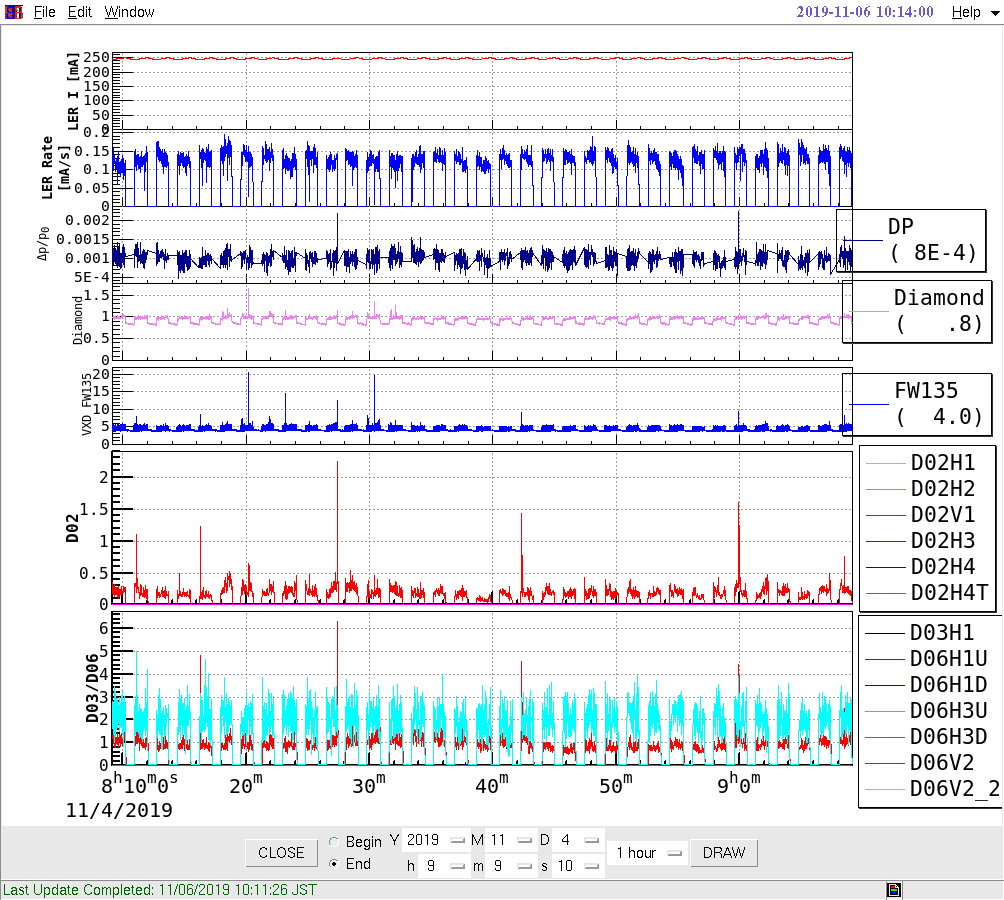 File Edit Window 2019-11-06 10:14:00 Help
LER I [mA]
250
200
150
100
50
0
LER Rate
[mA/s]
0.2
0.15
0.1
0.05
0
Δp/p0
0.002
0.0015
0.001
5E-4
DP
( 8E-4)
Diamond
1.5
1
0.5
0
Diamond
( .8)
VXD FW135
20
15
10
5
0
FW135
( 4.0)
D02
2
1.5
1
0.5
0
D02H1
D02H2
D02V1
D02H3
D02H4
D02H4T
D03/D06
6
5
4
3
2
1
0
D03H1
D06H1U
D06H1D
D06H3U
D06H3D
D06V2
D06V2_2
8h10m0s 20m 30m 40m 50m 9h0m
11/4/2019
CLOSE Begin Y 2019 M 11 D 4 1 hour DRAW
End h 9 m 9 s 10
Last Update Completed: 11/06/2019 10:11:26 JST